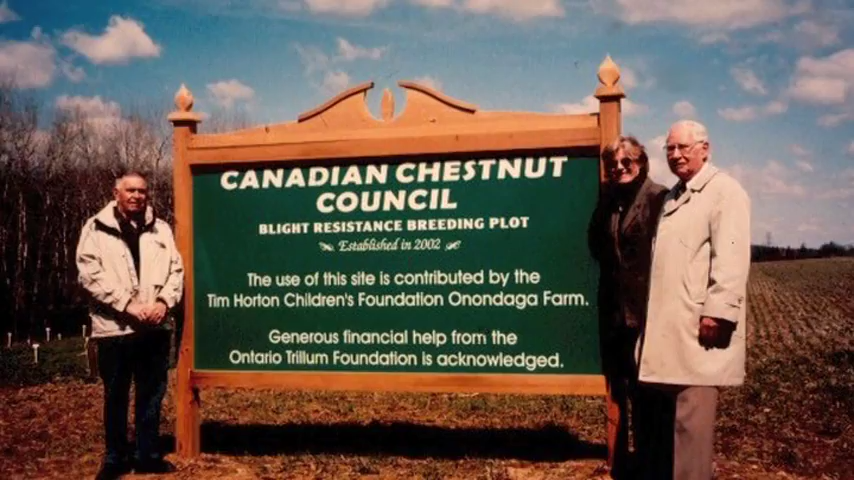 CANADIAN CHESTNUT
COUNCIL
BLIGHT RESISTANCE BREEDING PLOT
Established in 2002
The use of this site is contributed by the
Tim Horton Children's Foundation Onondaga Farm.
Generous financial help from the
Ontario Trillum Foundation is acknowledged.